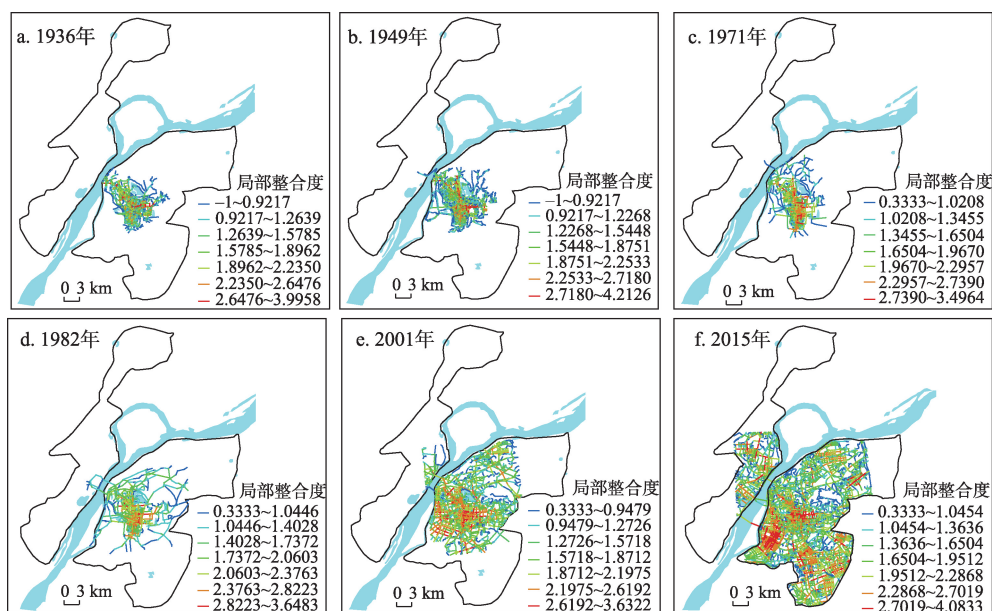 a. 1936年
局部整合度
−1~0.9217
0.9217~1.2639
1.2639~1.5785
1.5785~1.8962
1.8962~2.2350
2.2350~2.6476
2.6476~3.9958
0 3 km
b. 1949年
局部整合度
−1~0.9217
0.9217~1.2268
1.2268~1.5448
1.5448~1.8751
1.8751~2.2533
2.2533~2.7180
2.7180~4.2126
0 3 km
c. 1971年
局部整合度
0.3333~1.0208
1.0208~1.3455
1.3455~1.6504
1.6504~1.9670
1.9670~2.2957
2.2957~2.7390
2.7390~3.4964
0 3 km
d. 1982年
局部整合度
0.3333~1.0446
1.0446~1.4028
1.4028~1.7372
1.7372~2.0603
2.0603~2.3763
2.3763~2.8223
2.8223~3.6483
0 3 km
e. 2001年
局部整合度
0.3333~0.9479
0.9479~1.2726
1.2726~1.5718
1.5718~1.8712
1.8712~2.1975
2.1975~2.6192
2.6192~3.6322
0 3 km
f. 2015年
局部整合度
0.3333~1.0454
1.0454~1.3636
1.3636~1.6504
1.6504~1.9512
1.9512~2.2868
2.2868~2.7019
2.7019~4.0833
0 3 km